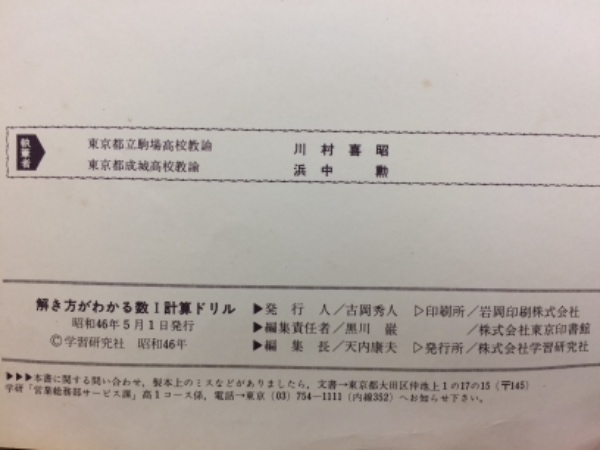 執筆者
東京都立駒場高校教諭 川村喜昭
東京都成城高校教諭 浜中勲
解き方がわかる数Ⅰ計算ドリル
昭和46年5月1日発行
©学習研究社 昭和46年
▶発行人/古岡秀人 ▷印刷所/岩岡印刷株式会社
▶編集責任者/黒川巌 /株式会社東京印書館
▶編集長/天内康夫 ▷発行所/株式会社学習研究社
▶▶▶本書に関する問い合わせ,製本上のミスなどがありましたら,文書→東京都大田区仲池上1の17の15(〒145)
学研「営業総務部サービス課」高1コース係,電話→東京(03)754-1111(内線352)へお知らせ下さい。